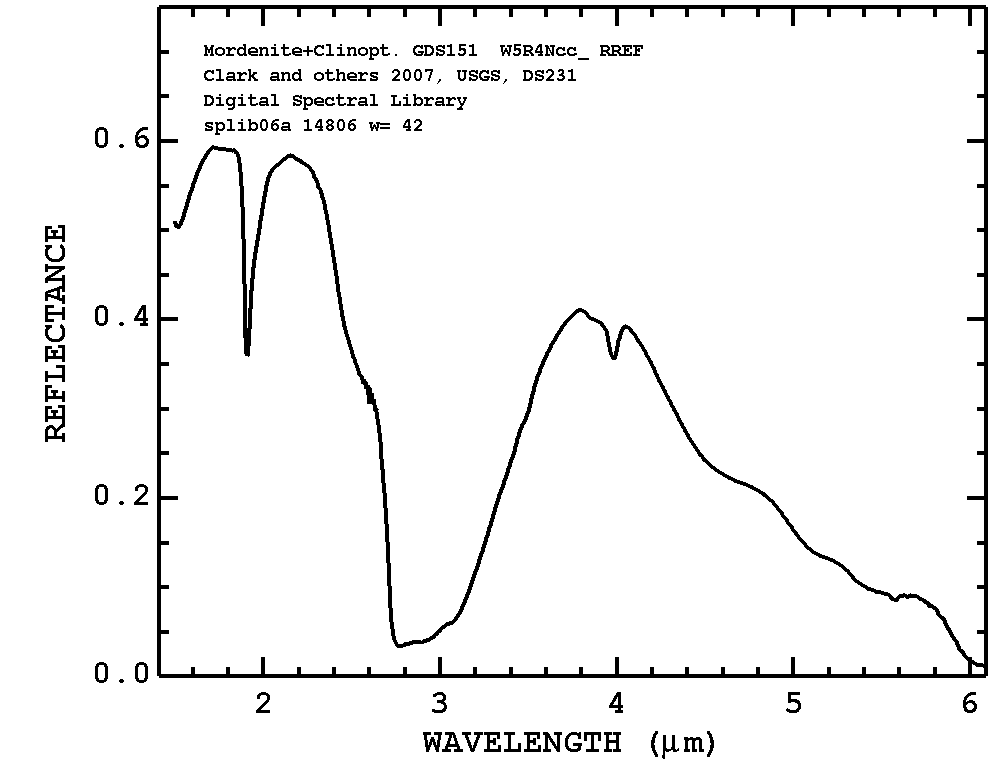 Mordenite+Clinopt. GDS151 W5R4Ncc_ RREF
Clark and others 2007, USGS, DS231
Digital Spectral Library
splib06a 14806 w= 42
0.6
0.4
0.2
0.0
REFLECTANCE
2 3 4 5 6
WAVELENGTH (μm)